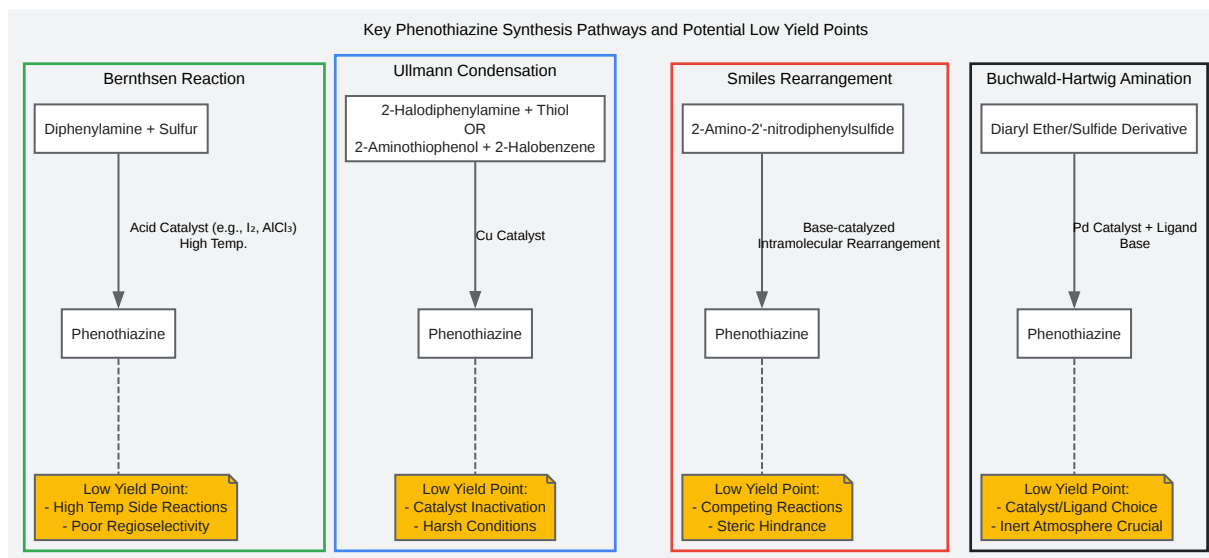 Key Phenothiazine Synthesis Pathways and Potential Low Yield Points
Bernthsen Reaction
Diphenylamine + Sulfur
Acid Catalyst (e.g., I₂, AlCl₃)
High Temp.
Phenothiazine
Low Yield Point:
- High Temp Side Reactions
- Poor Regioselectivity
Ullmann Condensation
2-Halodiphenylamine + Thiol
OR
2-Aminothiophenol + 2-Halobenzene
Cu Catalyst
Phenothiazine
Low Yield Point:
- Catalyst Inactivation
- Harsh Conditions
Smiles Rearrangement
2-Amino-2'-nitrodiphenylsulfide
Base-catalyzed
Intramolecular Rearrangement
Phenothiazine
Low Yield Point:
- Competing Reactions
- Steric Hindrance
Buchwald-Hartwig Amination
Diaryl Ether/Sulfide Derivative
Pd Catalyst + Ligand
Base
Phenothiazine
Low Yield Point:
- Catalyst/Ligand Choice
- Inert Atmosphere Crucial